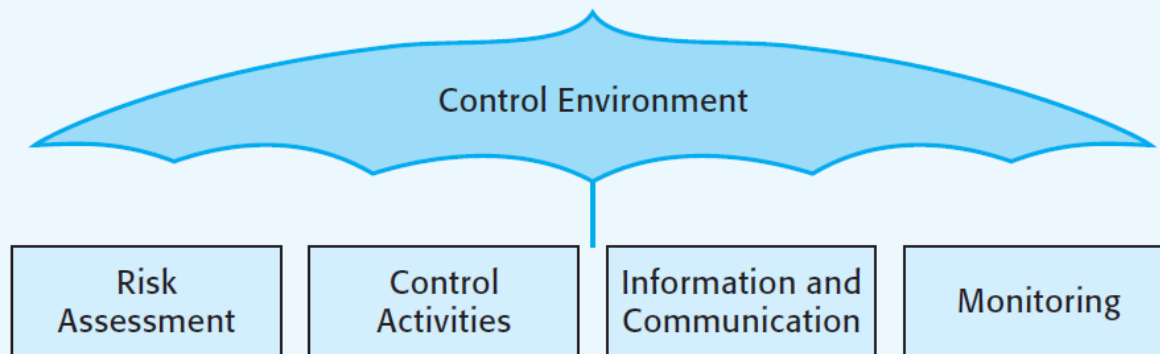 Control Environment
Risk
Assessment
Control
Activities
Information and
Communication
Monitoring